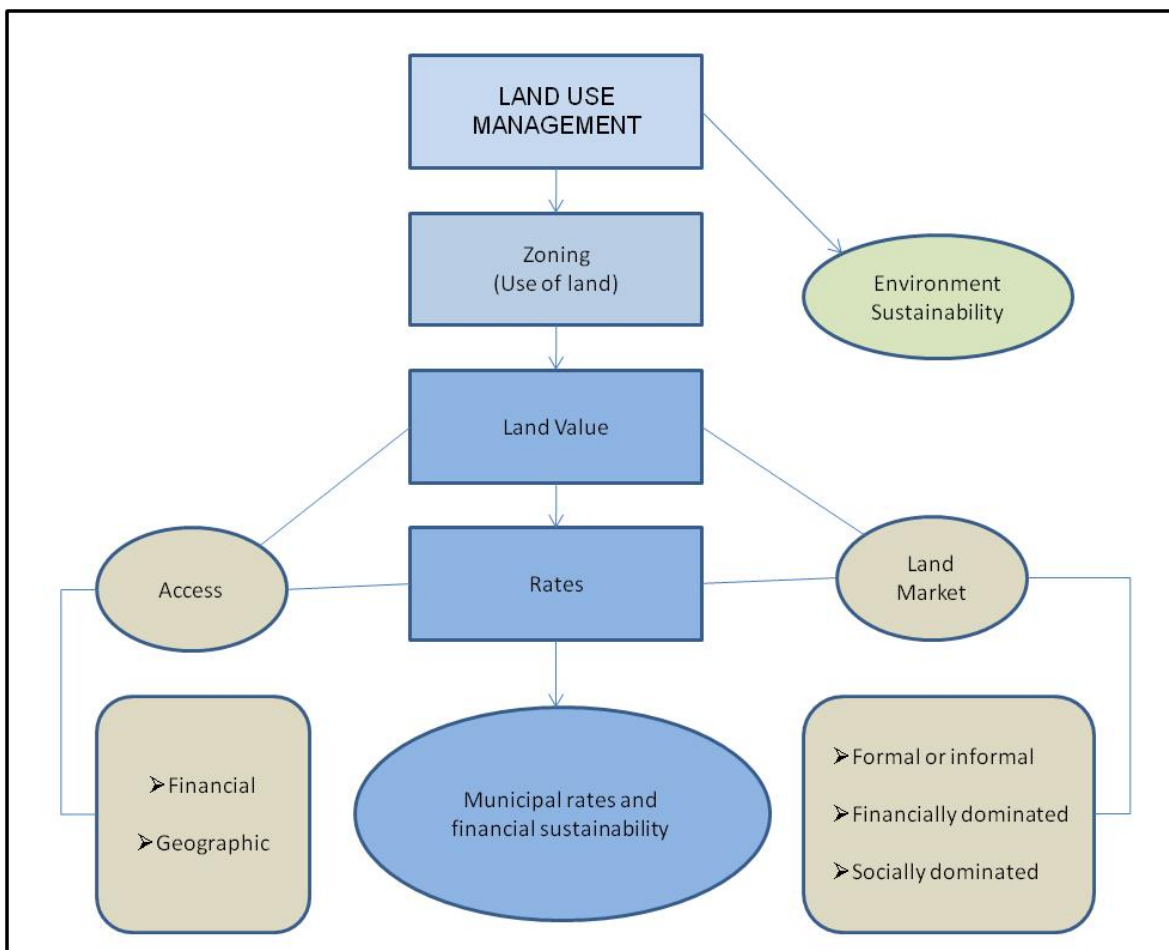 LAND USE
MANAGEMENT
Zoning
(Use of land)
Environment
Sustainability
Land Value
Access
Rates
Land
Market
➢Financial
➢Geographic
Municipal rates and
financial sustainability
➢Formal or informal
➢Financially dominated
➢Socially dominated